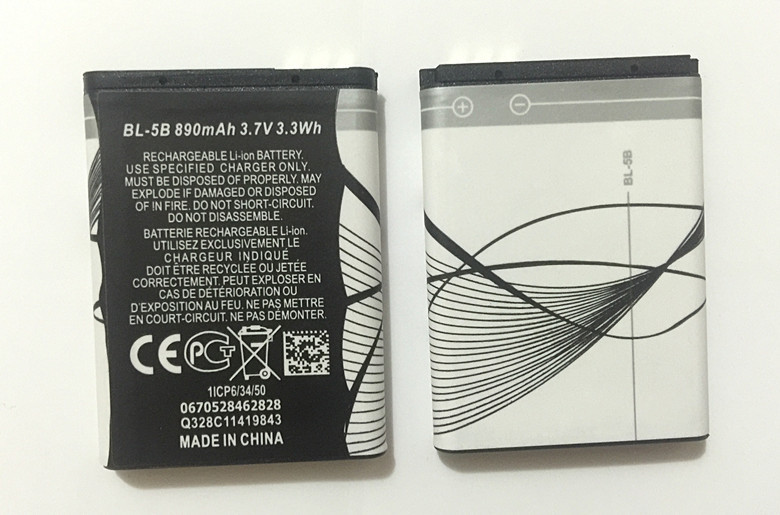 BL-5B 890mAh 3.7V 3.3Wh
RECHARGEABLE Li-ion BATTERY.
USE SPECIFIED CHARGER ONLY.
MUST BE DISPOSED OF PROPERLY. MAY
EXPLODE IF DAMAGED OR DISPOSED
OF IN FIRE. DO NOT SHORT-CIRCUIT.
DO NOT DISASSEMBLE.
BATTERIE RECHARGEABLE Li-ion.
UTILISEZ EXCLUSIVEMENT LE
CHARGEUR INDIQUÉ
DOIT ÊTRE RECYCLÉE OU JETÉE
CORRECTEMENT. PEUT EXPLOSER EN
CAS DE DÉTÉRIORATION OU
D'EXPOSITION AU FEU. NE PAS METTRE
EN COURT-CIRCUIT. NE PAS DÉMONTER.
CE PCT
1ICP6/34/50
0670528462828
Q328C11419843
MADE IN CHINA
+ -
BL-5B